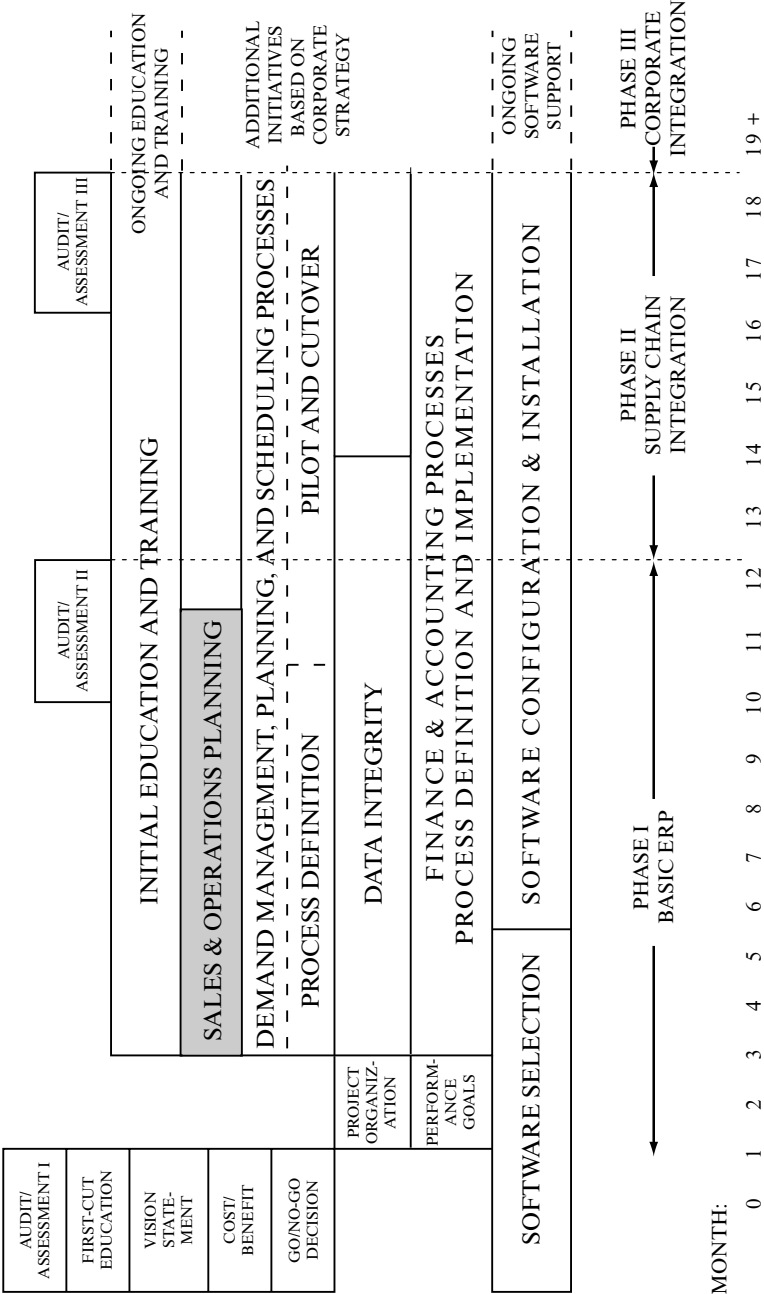 AUDIT/
ASSESSMENT I
FIRST-CUT
EDUCATION
VISION
STATE-
MENT
COST/
BENEFIT
GO/NO-GO
DECISION
AUDIT/
ASSESSMENT II
AUDIT/
ASSESSMENT III
INITIAL EDUCATION AND TRAINING
ONGOING EDUCATION
AND TRAINING
SALES & OPERATIONS PLANNING
DEMAND MANAGEMENT, PLANNING, AND SCHEDULING PROCESSES
PROCESS DEFINITION
PILOT AND CUTOVER
ADDITIONAL
INITIATIVES
BASED ON
CORPORATE
STRATEGY
PROJECT
ORGANIZ-
ATION
DATA INTEGRITY
PERFORM-
ANCE
GOALS
FINANCE & ACCOUNTING PROCESSES
PROCESS DEFINITION AND IMPLEMENTATION
SOFTWARE SELECTION
SOFTWARE CONFIGURATION & INSTALLATION
ONGOING
SOFTWARE
SUPPORT
PHASE I
BASIC ERP
PHASE II
SUPPLY CHAIN
INTEGRATION
PHASE III
CORPORATE
INTEGRATION
MONTH:
0 1 2 3 4 5 6 7 8 9 10 11 12 13 14 15 16 17 18 19 +